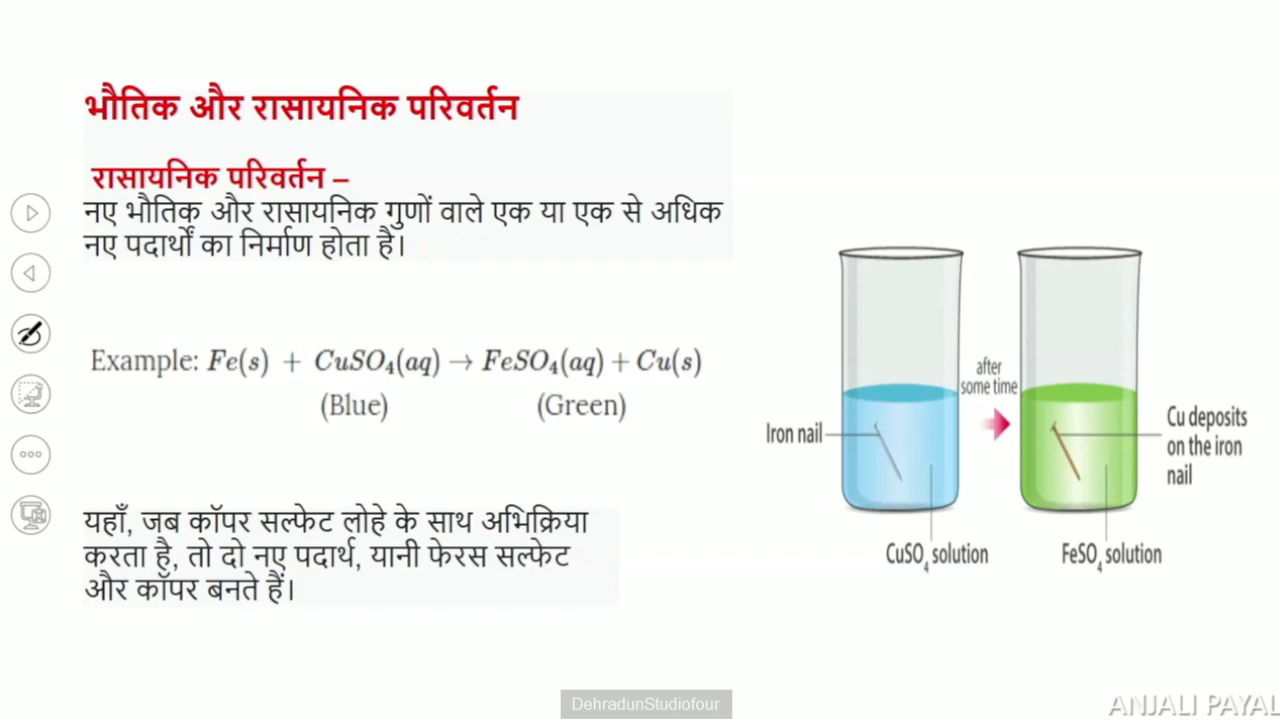 भौतिक और रासायनिक परिवर्तन
रासायनिक परिवर्तन –
नए भौतिक और रासायनिक गुणों वाले एक या एक से अधिक
नए पदार्थों का निर्माण होता है।
Example: Fe(s) + CuSO₄(aq) → FeSO₄(aq) + Cu(s)
(Blue) (Green)
यहाँ, जब कॉपर सल्फेट लोहे के साथ अभिक्रिया
करता है, तो दो नए पदार्थ, यानी फेरस सल्फेट
और कॉपर बनते हैं।
Iron nail
after
some time
Cu deposits
on the iron
nail
CuSO₄ solution
FeSO₄ solution
DehradunStudiofour
ANJALI PAYAL